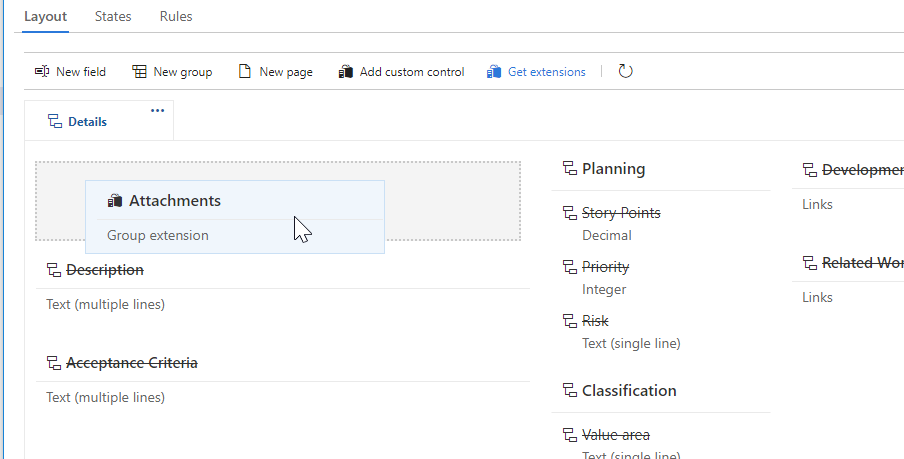 Layout States Rules
New field New group New page Add custom control Get extensions
Details
Attachments
Group extension
Description
Text (multiple lines)
Acceptance Criteria
Text (multiple lines)
Planning
Story Points
Decimal
Priority
Integer
Risk
Text (single line)
Classification
Value area
Text (single line)
Links
Related
Links